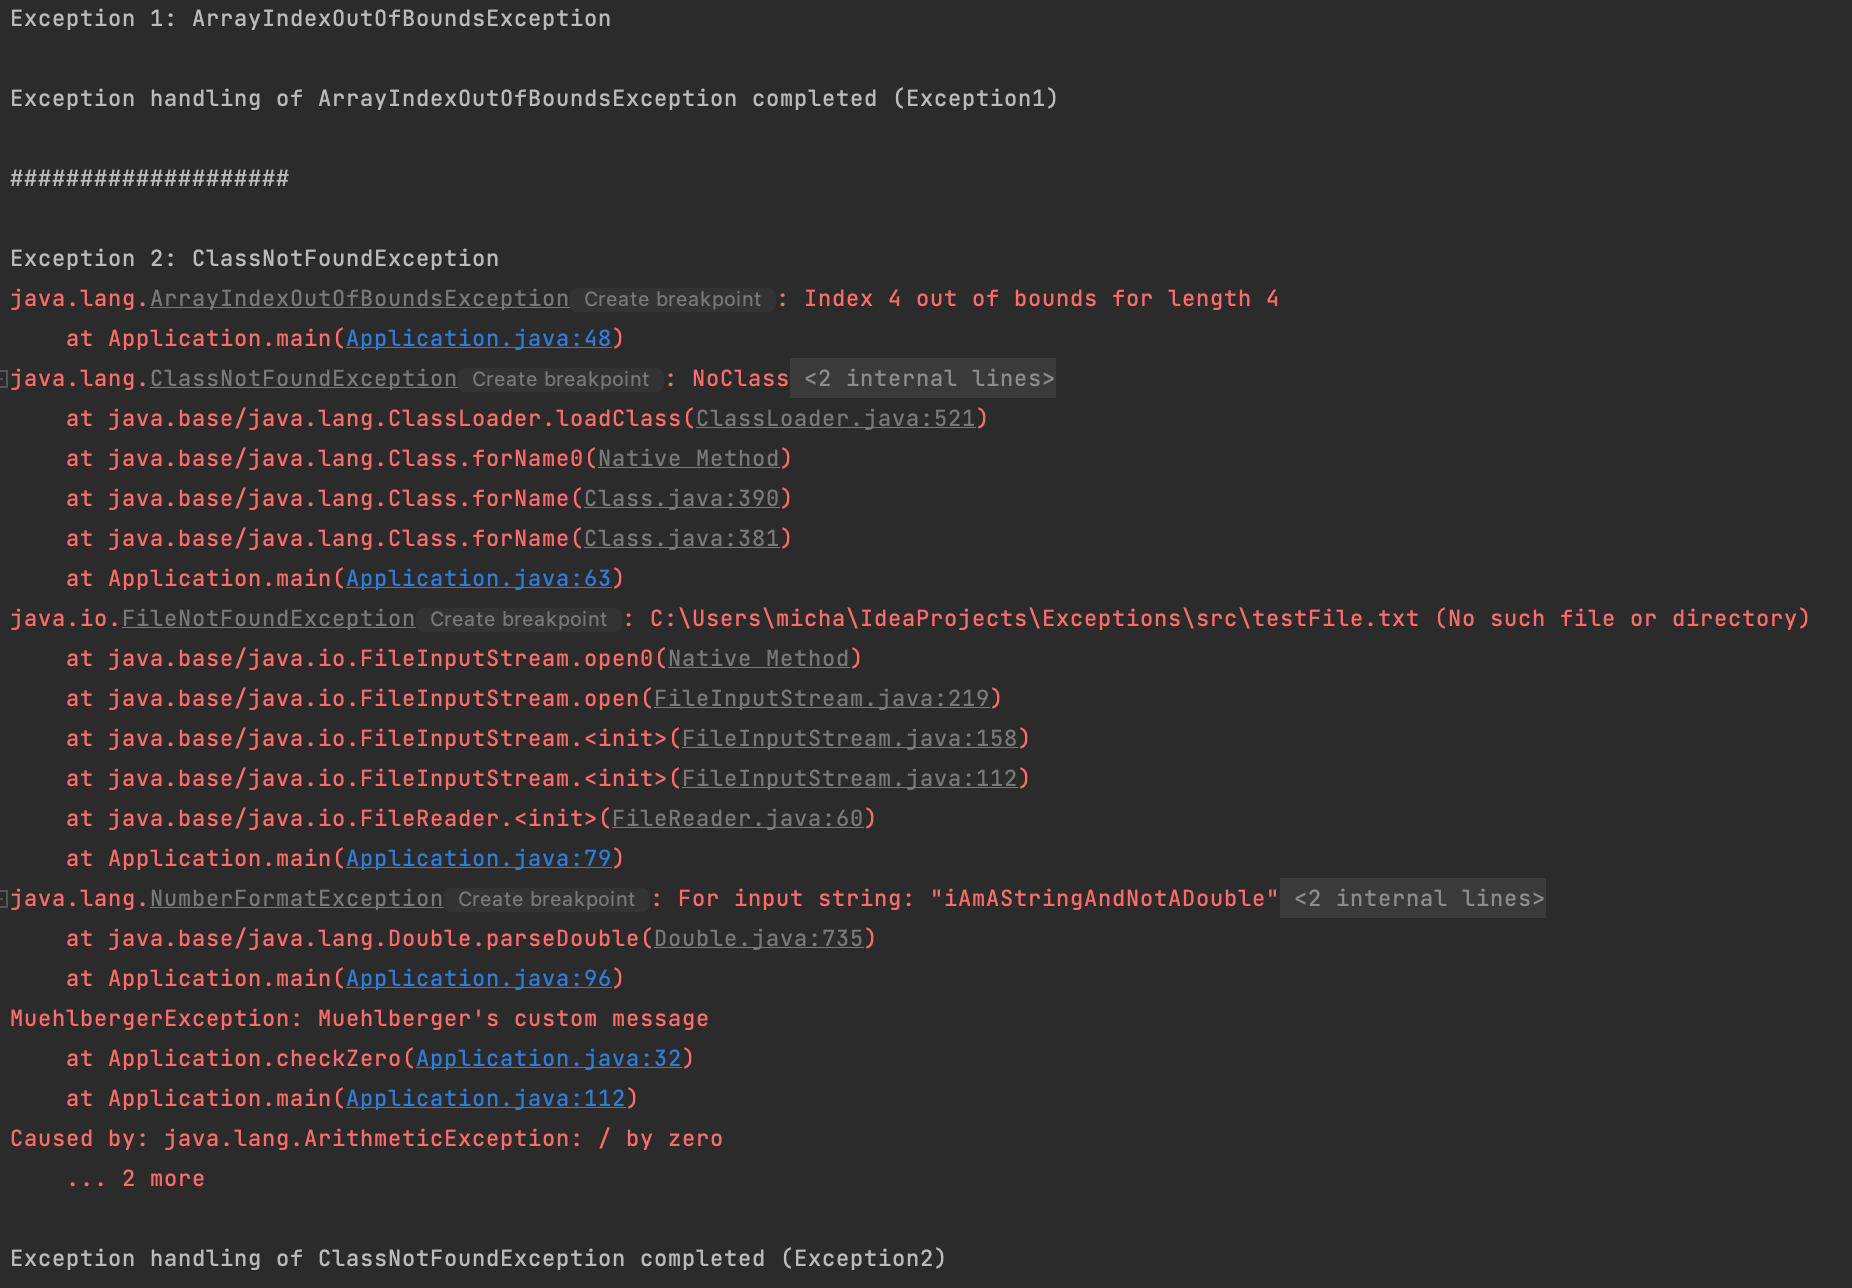 Exception 1: ArrayIndexOutOfBoundsException
Exception handling of ArrayIndexOutOfBoundsException completed (Exception1)
####################
Exception 2: ClassNotFoundException
java.lang.ArrayIndexOutOfBoundsException Create breakpoint : Index 4 out of bounds for length 4
    at Application.main(Application.java:48)
java.lang.ClassNotFoundException Create breakpoint : NoClass <2 internal lines>
    at java.base/java.lang.ClassLoader.loadClass(ClassLoader.java:521)
    at java.base/java.lang.Class.forName0(Native Method)
    at java.base/java.lang.Class.forName(Class.java:390)
    at java.base/java.lang.Class.forName(Class.java:381)
    at Application.main(Application.java:63)
java.io.FileNotFoundException Create breakpoint : C:\Users\micha\IdeaProjects\Exceptions\src\testFile.txt (No such file or directory)
    at java.base/java.io.FileInputStream.open0(Native Method)
    at java.base/java.io.FileInputStream.open(FileInputStream.java:219)
    at java.base/java.io.FileInputStream.<init>(FileInputStream.java:158)
    at java.base/java.io.FileInputStream.<init>(FileInputStream.java:112)
    at java.base/java.io.FileReader.<init>(FileReader.java:60)
    at Application.main(Application.java:79)
java.lang.NumberFormatException Create breakpoint : For input string: "iAmAStringAndNotADouble" <2 internal lines>
    at java.base/java.lang.Double.parseDouble(Double.java:735)
    at Application.main(Application.java:96)
MuehlbergerException: Muehlberger's custom message
    at Application.checkZero(Application.java:32)
    at Application.main(Application.java:112)
Caused by: java.lang.ArithmeticException: / by zero
    ... 2 more
Exception handling of ClassNotFoundException completed (Exception2)